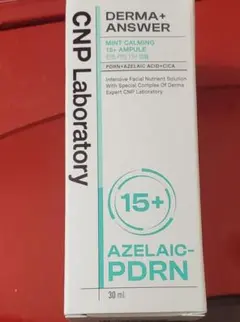 CNP Laboratory
DERMA+
ANSWER
MINT CALMING
15+ AMPULE
PDRN+AZELAIC ACID+CICA
Intensive Facial Nutrient Solution
With Special Complex Of Derma
Expert CNP Laboratory
15+
AZELAIC-
PDRN
30 ml